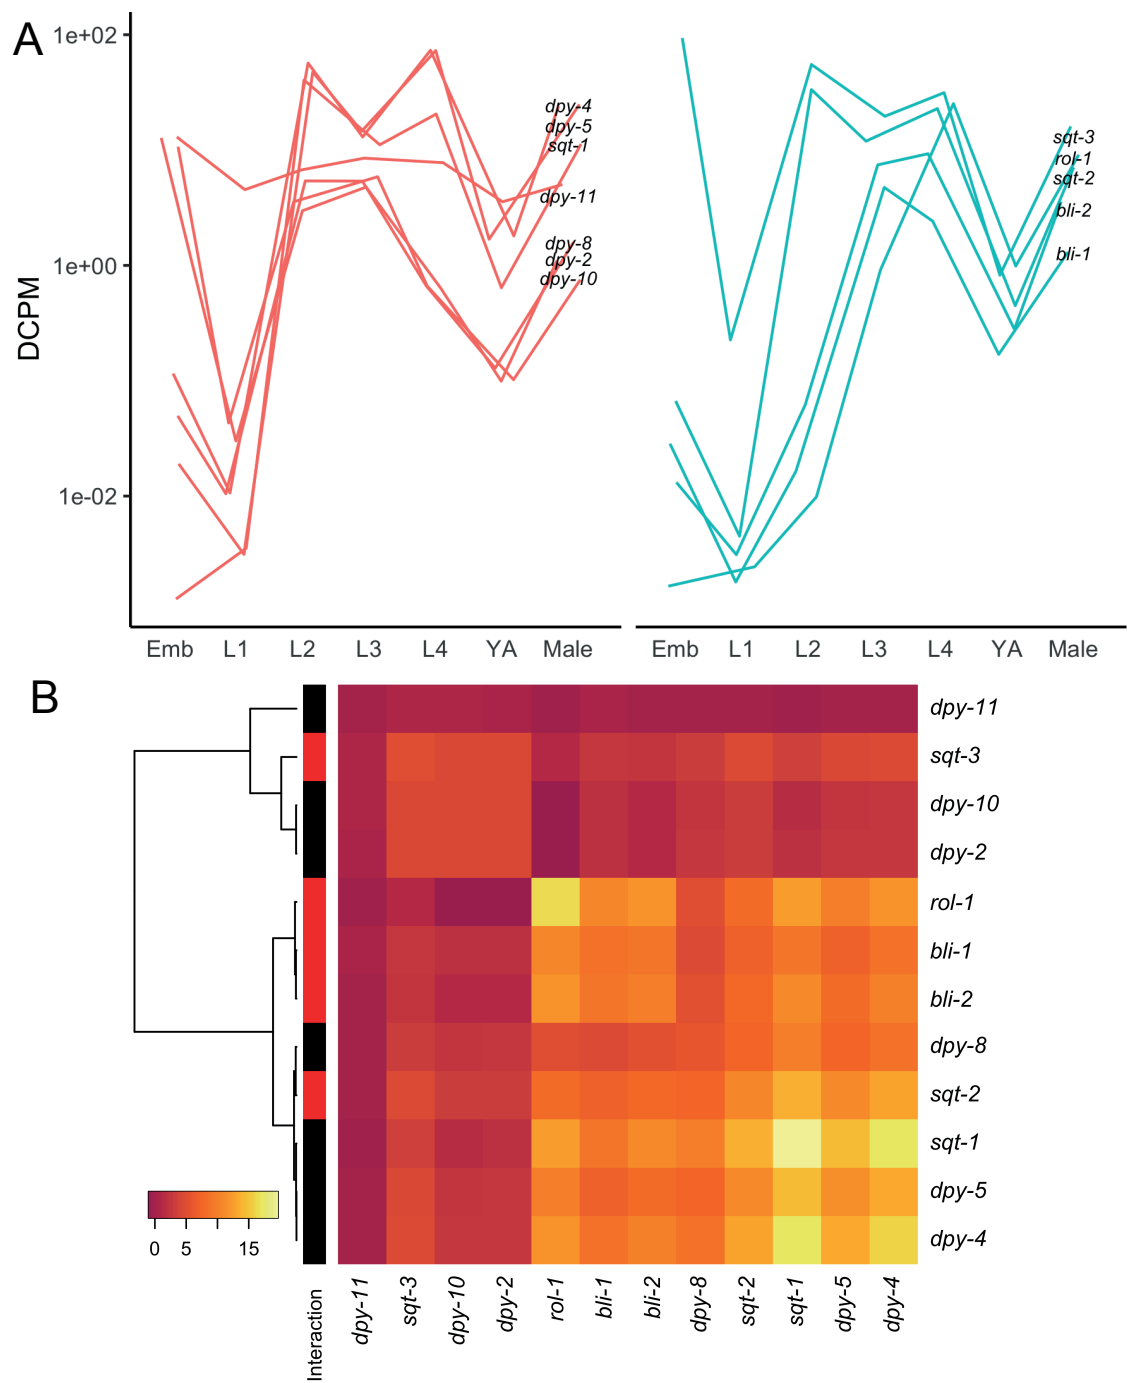 A
1e+02
1e+00
1e-02
DCPM
dpy-4
dpy-5
sqt-1
dpy-11
dpy-8
dpy-2
dpy-10
sqt-3
rol-1
sqt-2
bli-2
bli-1
Emb L1 L2 L3 L4 YA Male
Emb L1 L2 L3 L4 YA Male
B
dpy-11
sqt-3
dpy-10
dpy-2
rol-1
bli-1
bli-2
dpy-8
sqt-2
sqt-1
dpy-5
dpy-4
0 5 15
Interaction
dpy-11 sqt-3 dpy-10 dpy-2 rol-1 bli-1 bli-2 dpy-8 sqt-2 sqt-1 dpy-5 dpy-4